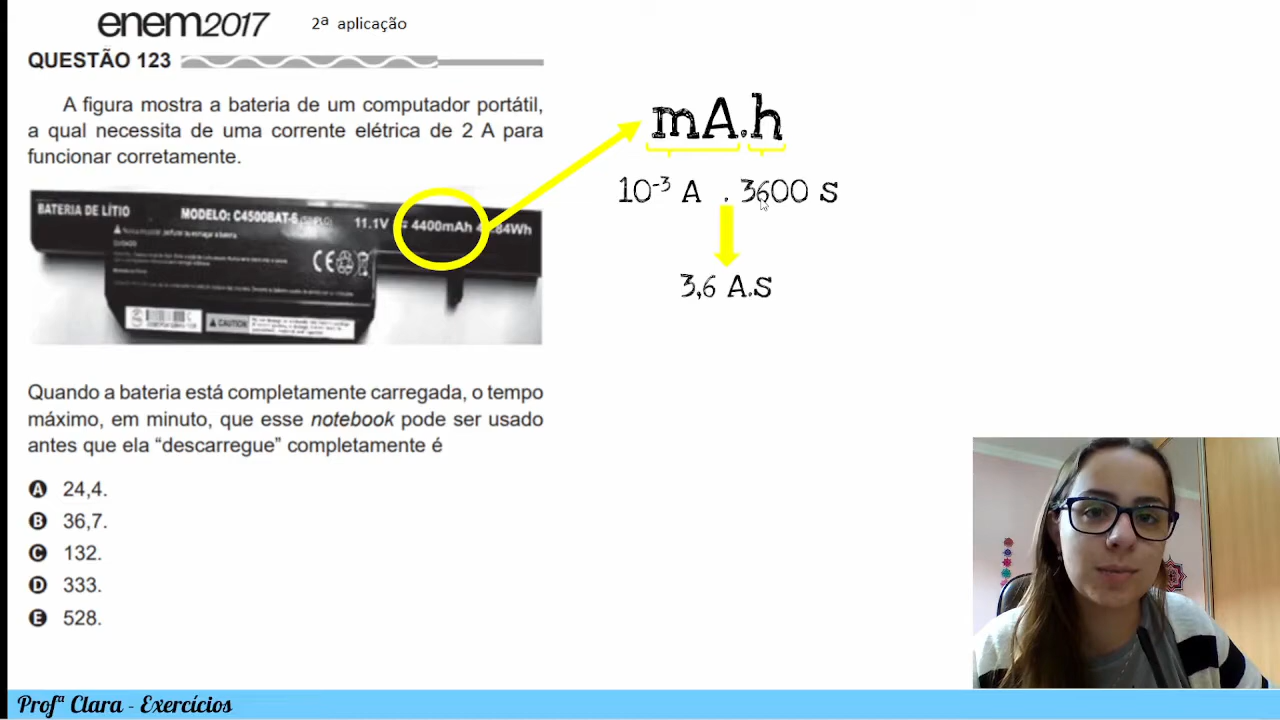 enem2017
2ª aplicação
QUESTÃO 123
A figura mostra a bateria de um computador portátil,
a qual necessita de uma corrente elétrica de 2 A para
funcionar corretamente.
BATERIA DE LÍTIO
MODELO: C4500BAT-6 (SIMPLO)
11.1V
4400mAh
84Wh
CE
CAUTION
Quando a bateria está completamente carregada, o tempo
máximo, em minuto, que esse notebook pode ser usado
antes que ela “descarregue” completamente é
A 24,4.
B 36,7.
C 132.
D 333.
E 528.
mA.h
10⁻³ A . 3600 s
3,6 A.s
Profª Clara - Exercícios